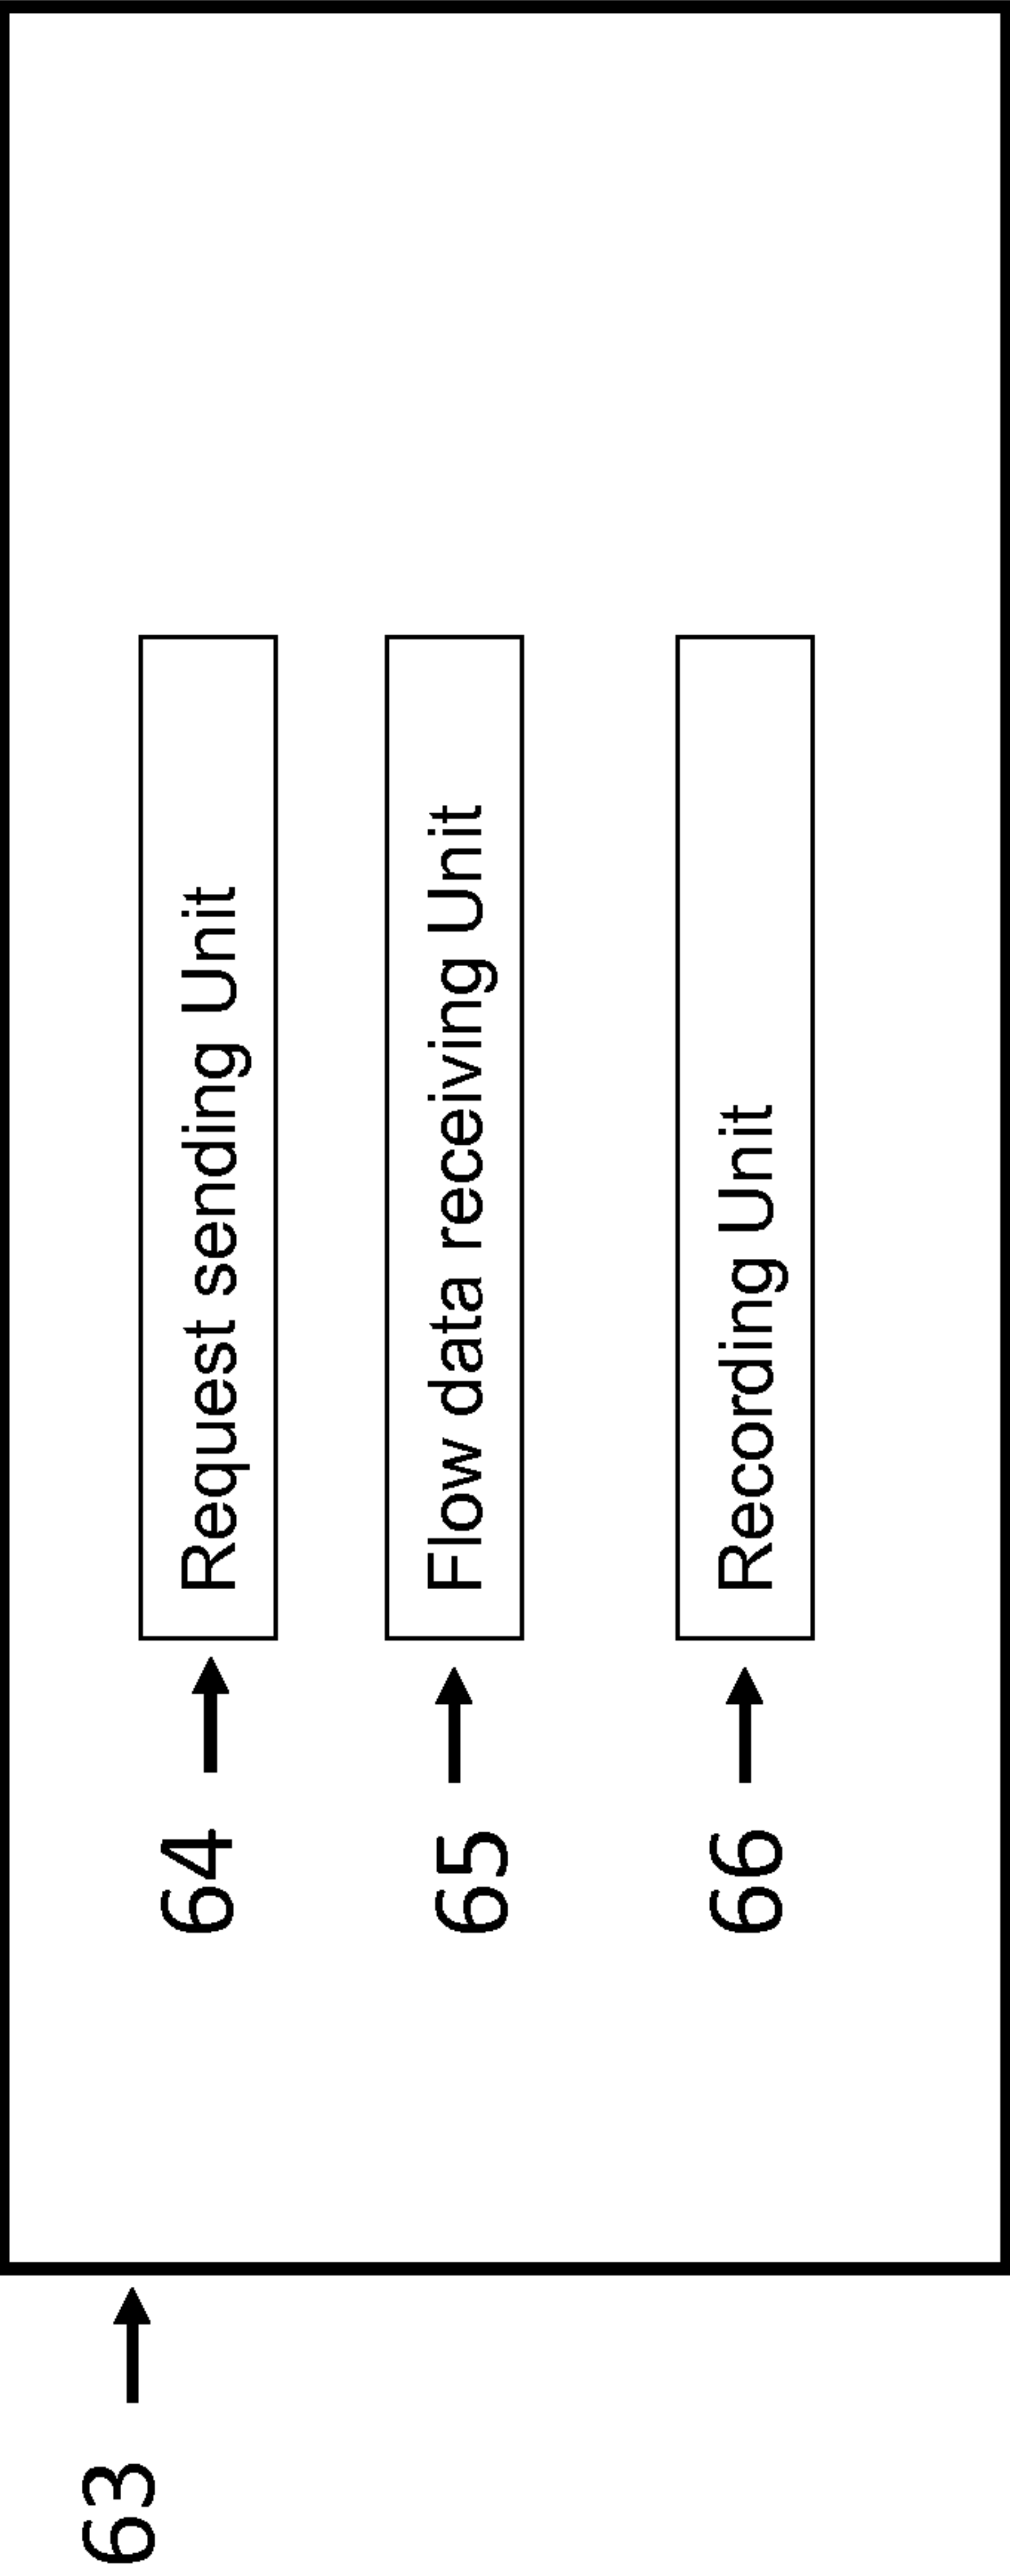 63
64
Request sending Unit
65
Flow data receiving Unit
66
Recording Unit